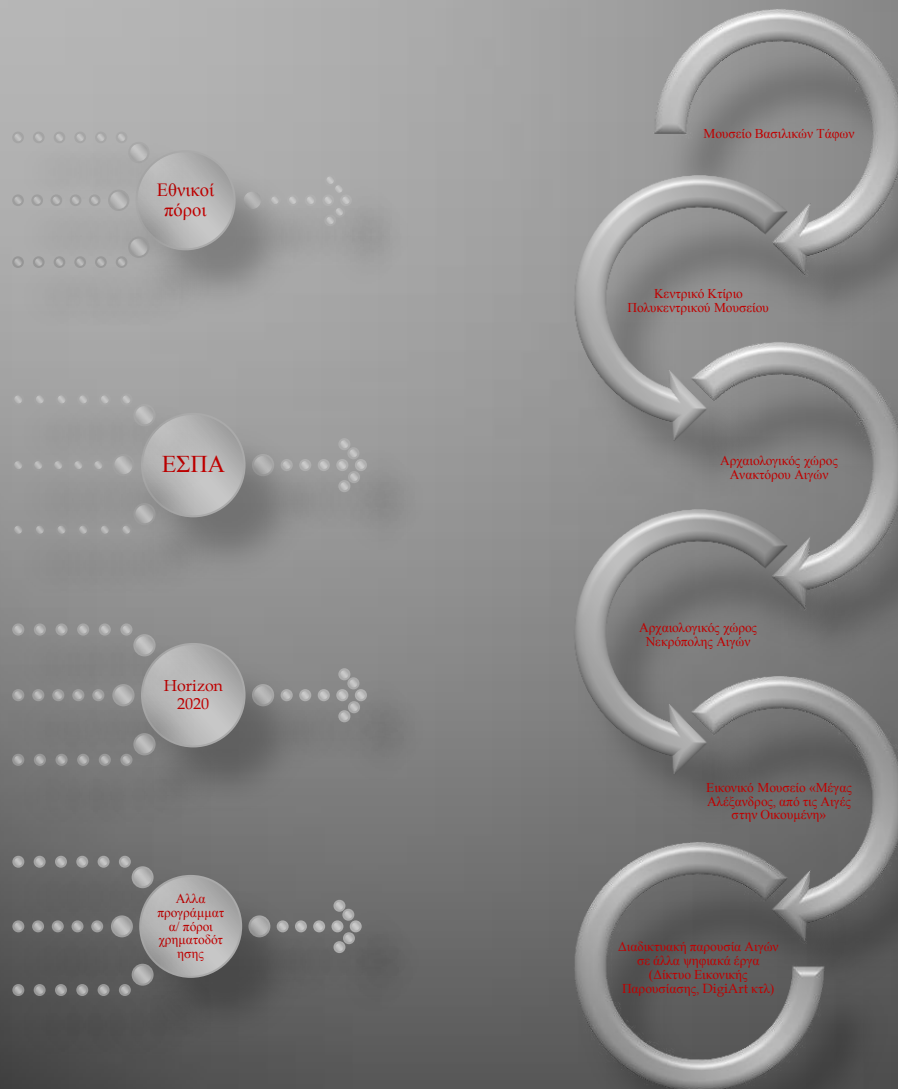 Εθνικοί
πόροι
ΕΣΠΑ
Horizon
2020
Αλλα
προγράμματ
α/ πόροι
χρηματοδότ
ησης
Μουσείο Βασιλικών Τάφων
Κεντρικό Κτίριο
Πολυκεντρικού Μουσείου
Αρχαιολογικός χώρος
Ανακτόρου Αιγών
Αρχαιολογικός χώρος
Νεκρόπολης Αιγών
Εικονικό Μουσείο «Μέγας
Αλέξανδρος, από τις Αιγές
στην Οικουμένη»
Διαδικτυακή παρουσία Αιγών
σε άλλα ψηφιακά έργα
(Δίκτυο Εικονικής
Παρουσίασης, DigiArt κτλ)